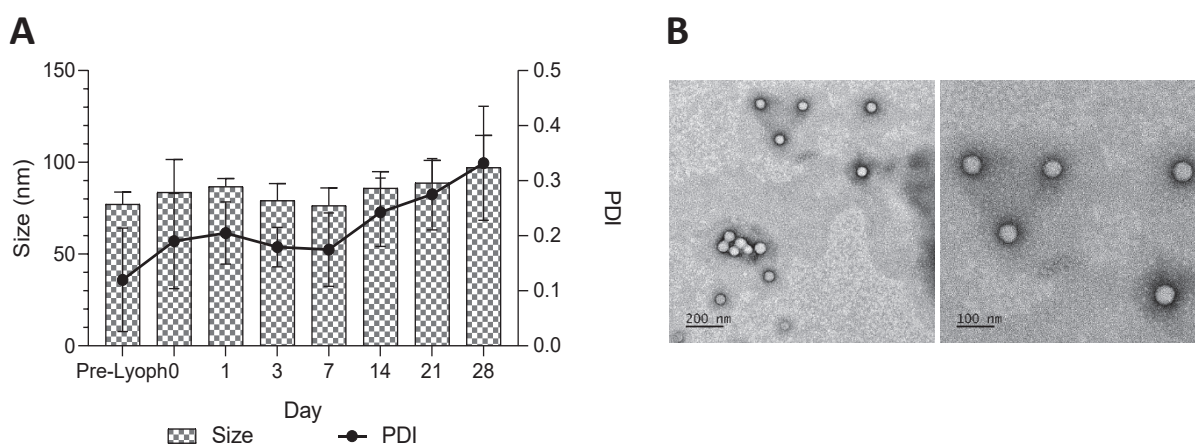 A
B
150
100
50
0
Size (nm)
0.5
0.4
0.3
0.2
0.1
0.0
PDI
Pre-Lyoph 0 1 3 7 14 21 28
Day
Size PDI
200 nm
100 nm